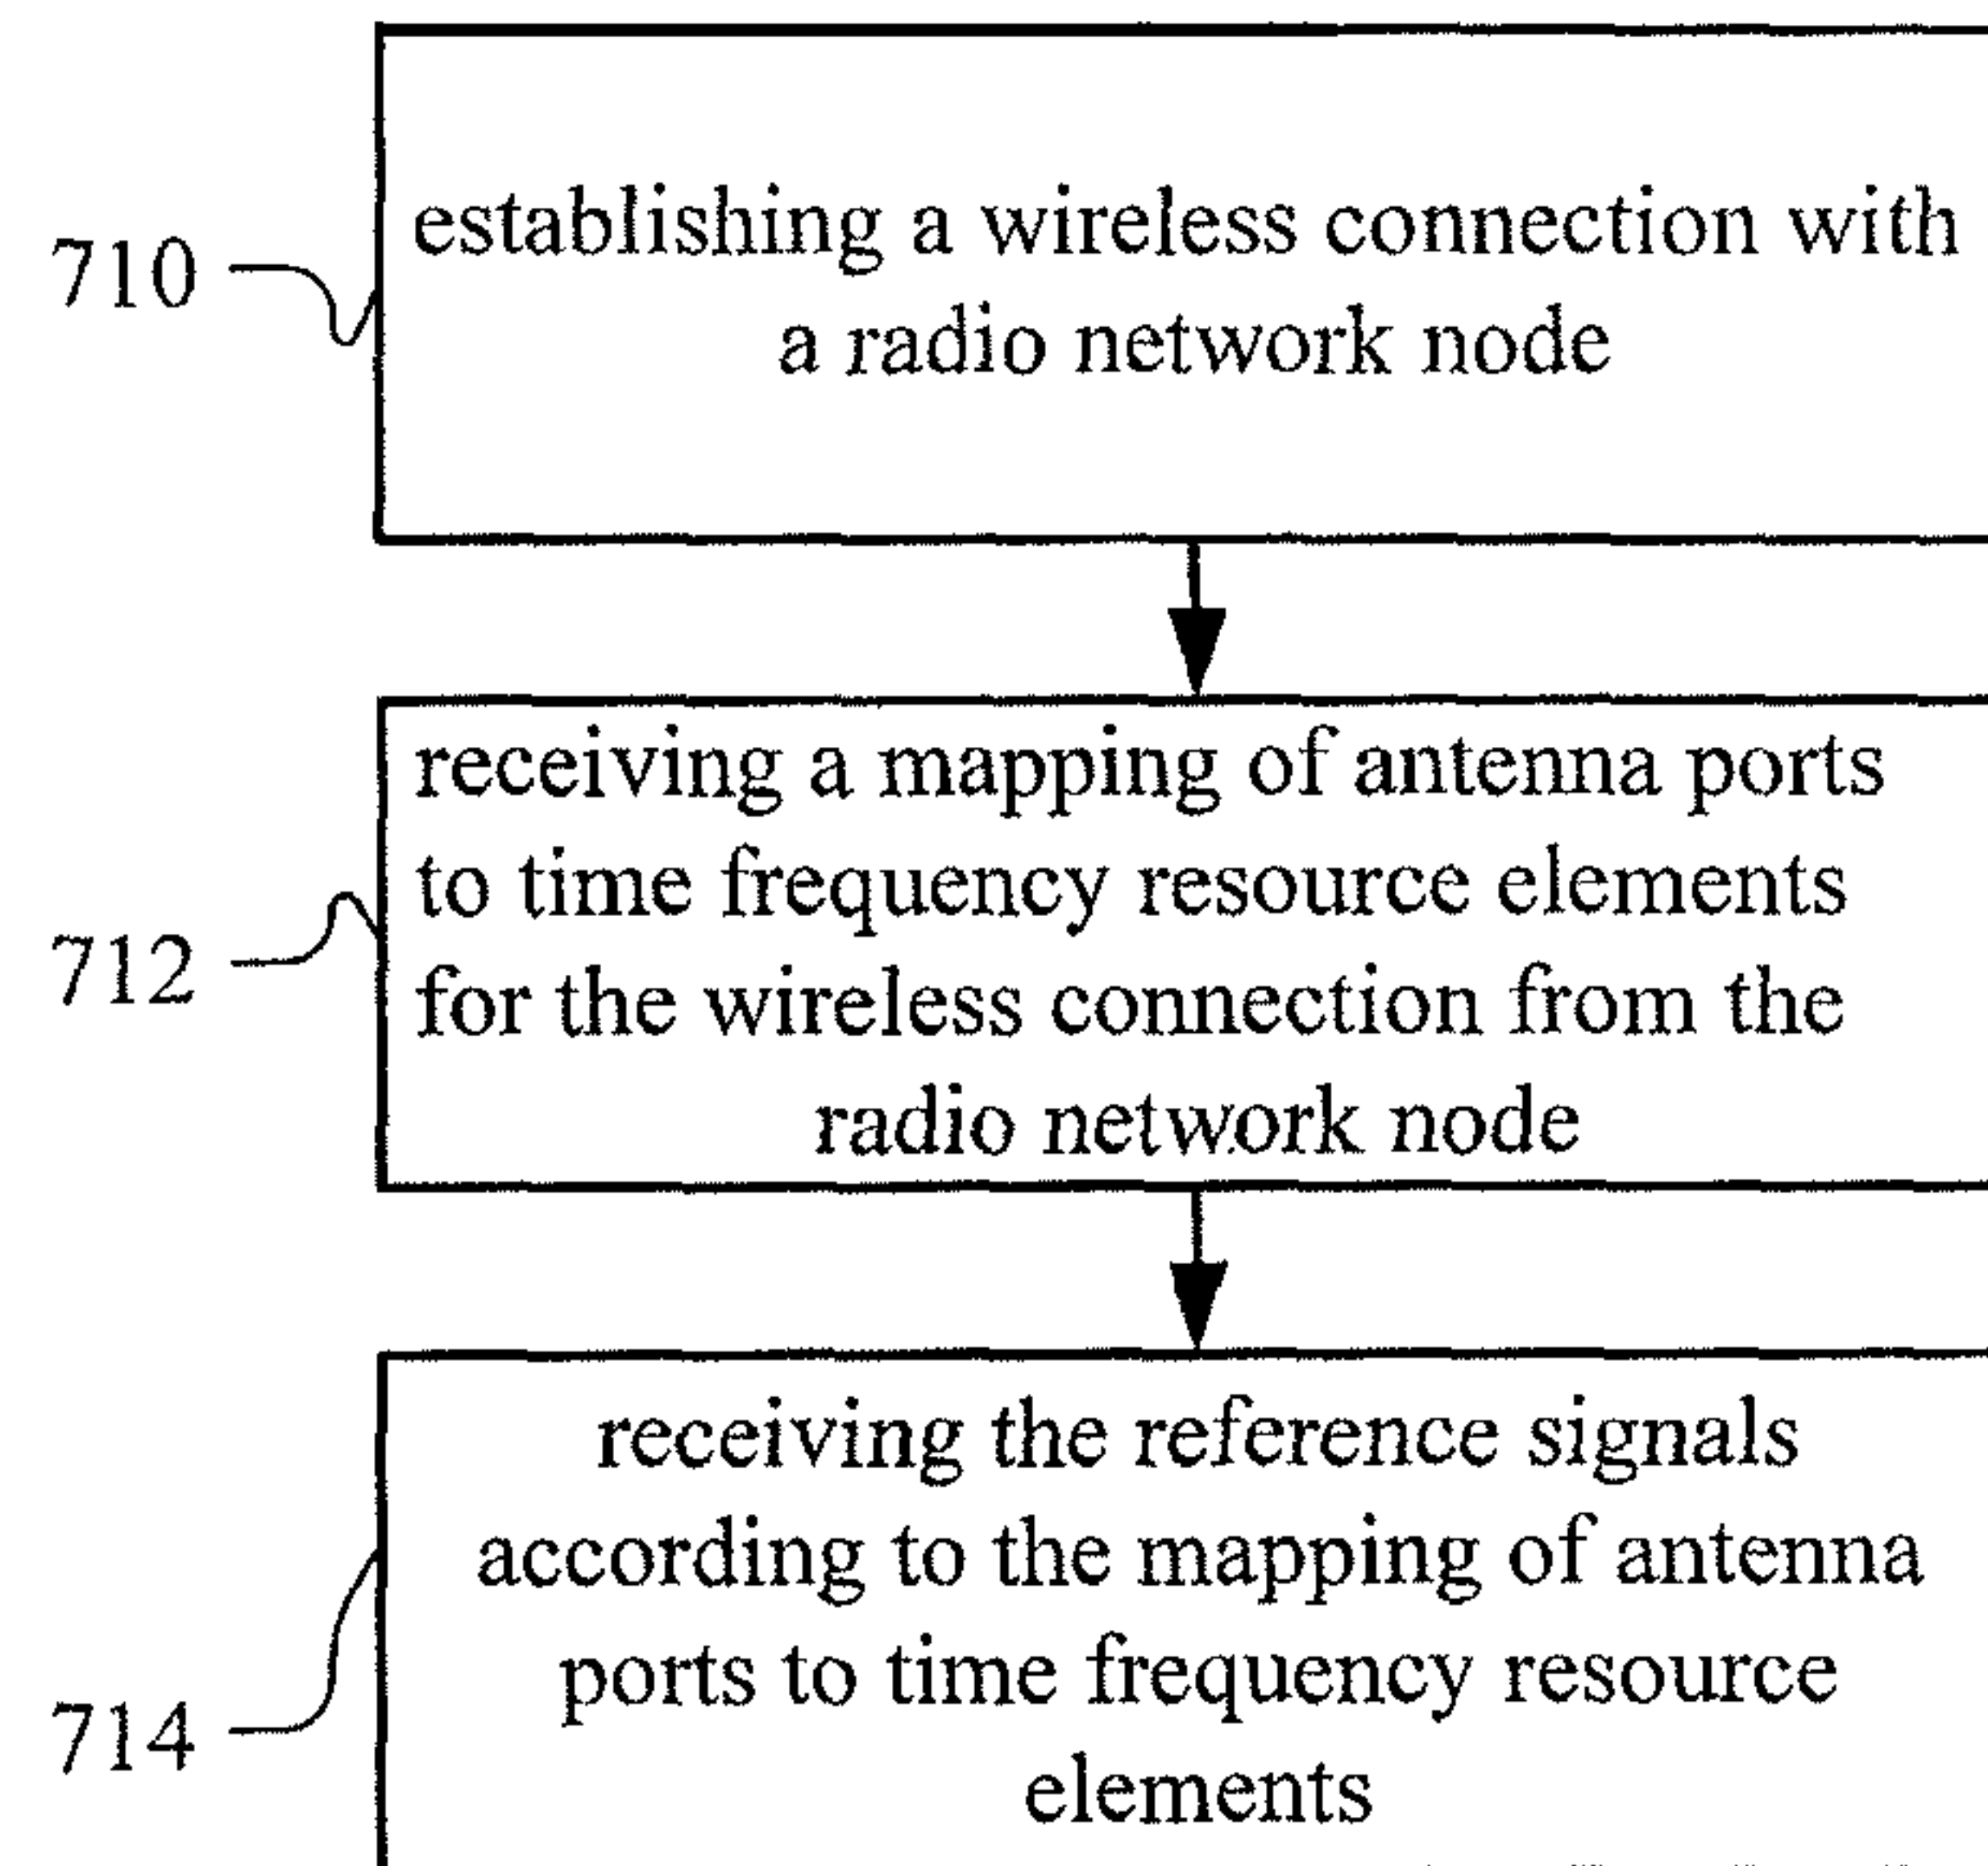 710
establishing a wireless connection with
a radio network node
712
receiving a mapping of antenna ports
to time frequency resource elements
for the wireless connection from the
radio network node
714
receiving the reference signals
according to the mapping of antenna
ports to time frequency resource
elements